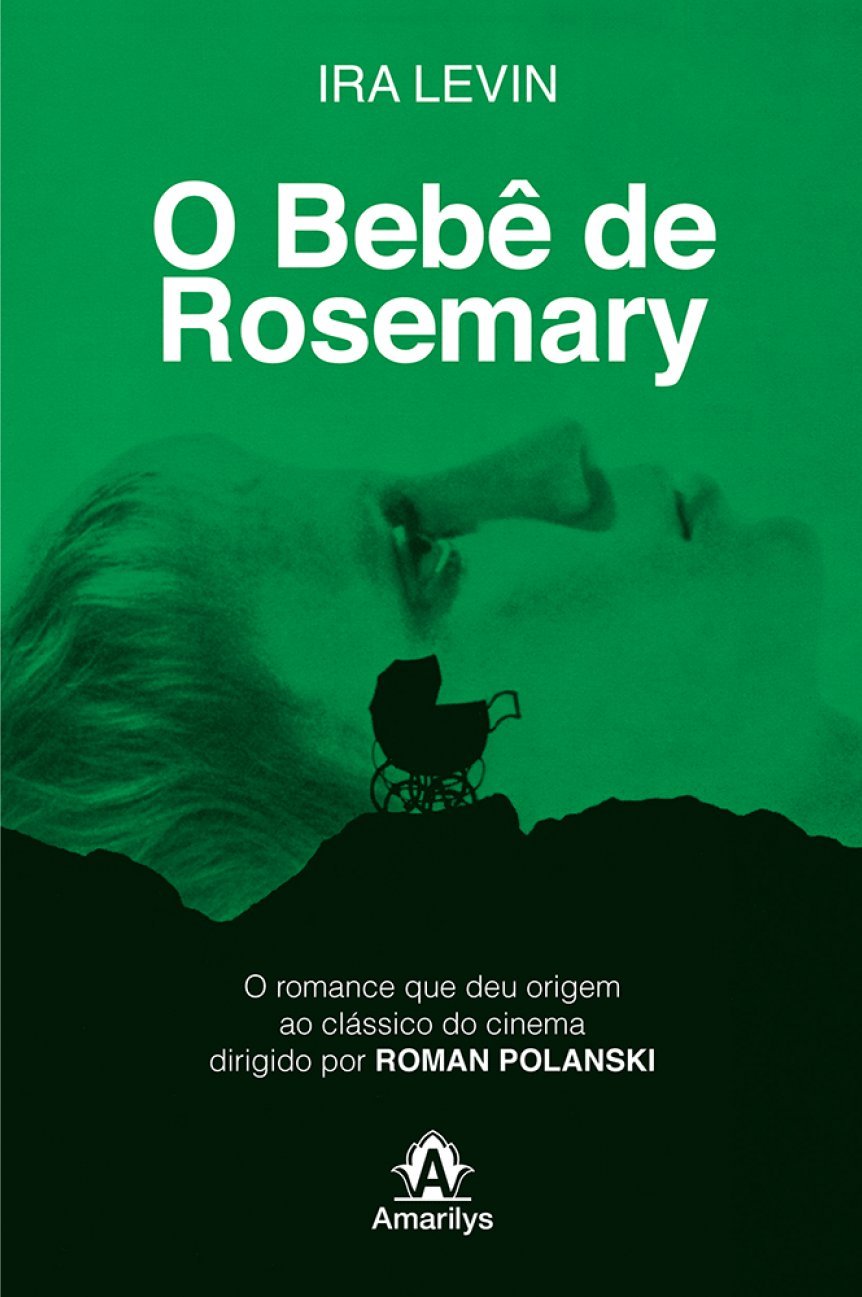 IRA LEVIN
O Bebê de
Rosemary
O romance que deu origem
ao clássico do cinema
dirigido por ROMAN POLANSKI
A
Amarilys